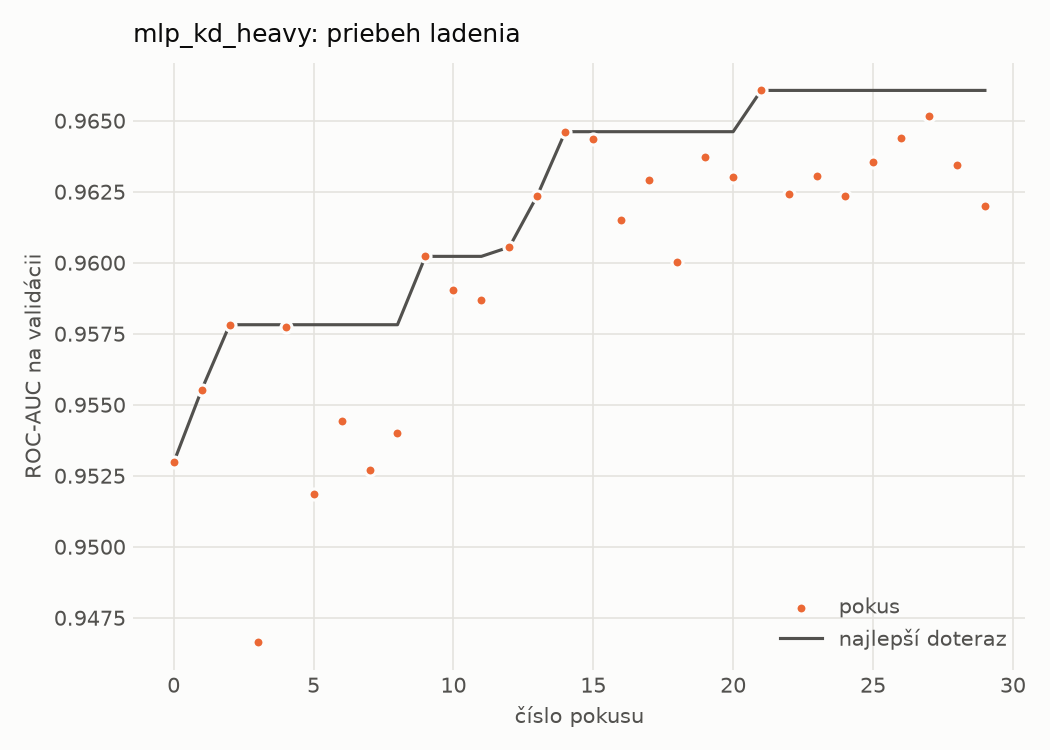 mlp_kd_heavy: priebeh ladenia
ROC-AUC na validácii
0.9650
0.9625
0.9600
0.9575
0.9550
0.9525
0.9500
0.9475
pokus
najlepší doteraz
0 5 10 15 20 25 30
číslo pokusu